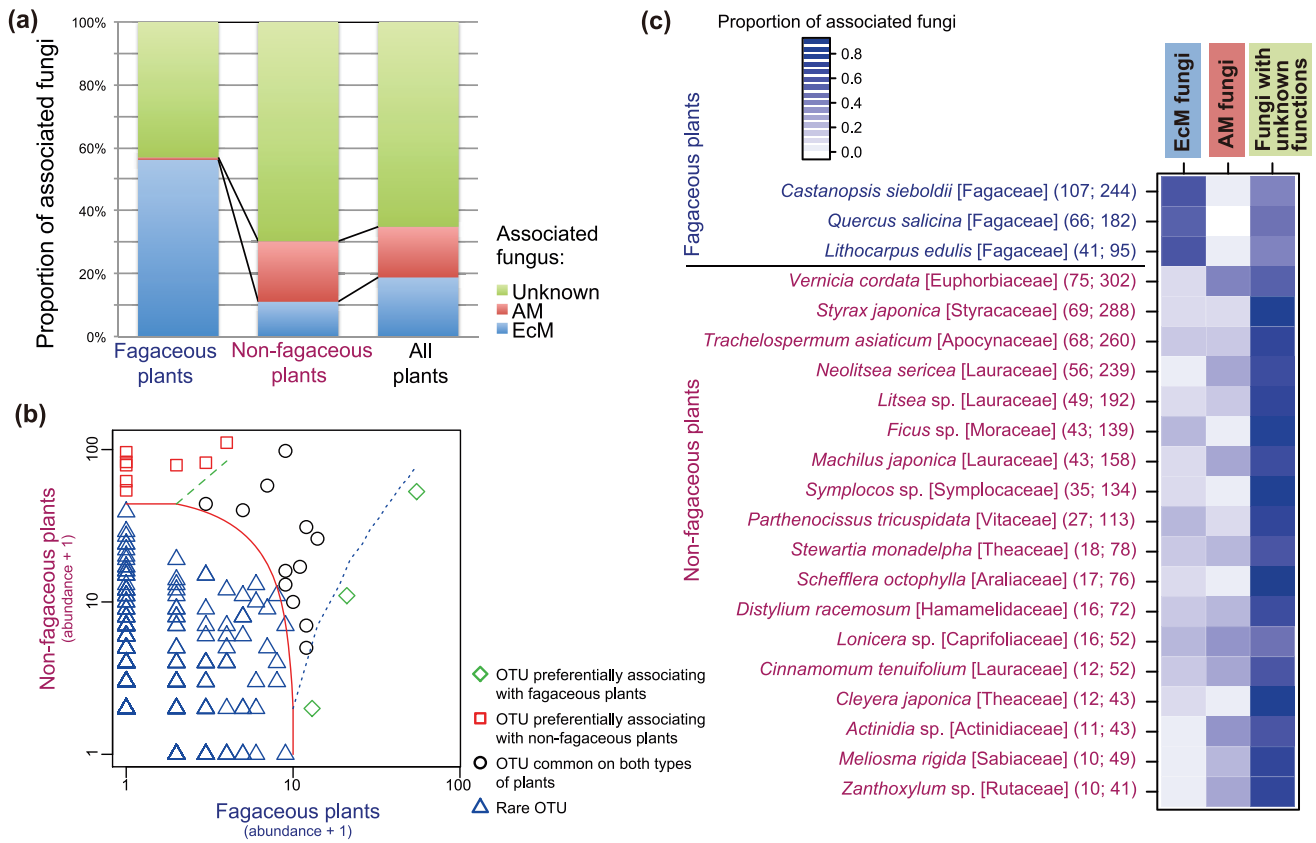 (a)
Proportion of associated fungi
100%
80%
60%
40%
20%
0%
Fagaceous
plants
Non-fagaceous
plants
All
plants
Associated
fungus:
Unknown
AM
EcM
(b)
Non-fagaceous plants
(abundance + 1)
100
10
1
1
10
100
Fagaceous plants
(abundance + 1)
OTU preferentially associating
with fagaceous plants
OTU preferentially associating
with non-fagaceous plants
OTU common on both types
of plants
Rare OTU
(c)
Proportion of associated fungi
0.8
0.6
0.4
0.2
0.0
EcM fungi
AM fungi
Fungi with
unknown
functions
Fagaceous plants
Castanopsis sieboldii [Fagaceae] (107; 244)
Quercus salicina [Fagaceae] (66; 182)
Lithocarpus edulis [Fagaceae] (41; 95)
Non-fagaceous plants
Vernicia cordata [Euphorbiaceae] (75; 302)
Styrax japonica [Styracaceae] (69; 288)
Trachelospermum asiaticum [Apocynaceae] (68; 260)
Neolitsea sericea [Lauraceae] (56; 239)
Litsea sp. [Lauraceae] (49; 192)
Ficus sp. [Moraceae] (43; 139)
Machilus japonica [Lauraceae] (43; 158)
Symplocos sp. [Symplocaceae] (35; 134)
Parthenocissus tricuspidata [Vitaceae] (27; 113)
Stewartia monadelpha [Theaceae] (18; 78)
Schefflera octophylla [Araliaceae] (17; 76)
Distylium racemosum [Hamamelidaceae] (16; 72)
Lonicera sp. [Caprifoliaceae] (16; 52)
Cinnamomum tenuifolium [Lauraceae] (12; 52)
Cleyera japonica [Theaceae] (12; 43)
Actinidia sp. [Actinidiaceae] (11; 43)
Meliosma rigida [Sabiaceae] (10; 49)
Zanthoxylum sp. [Rutaceae] (10; 41)